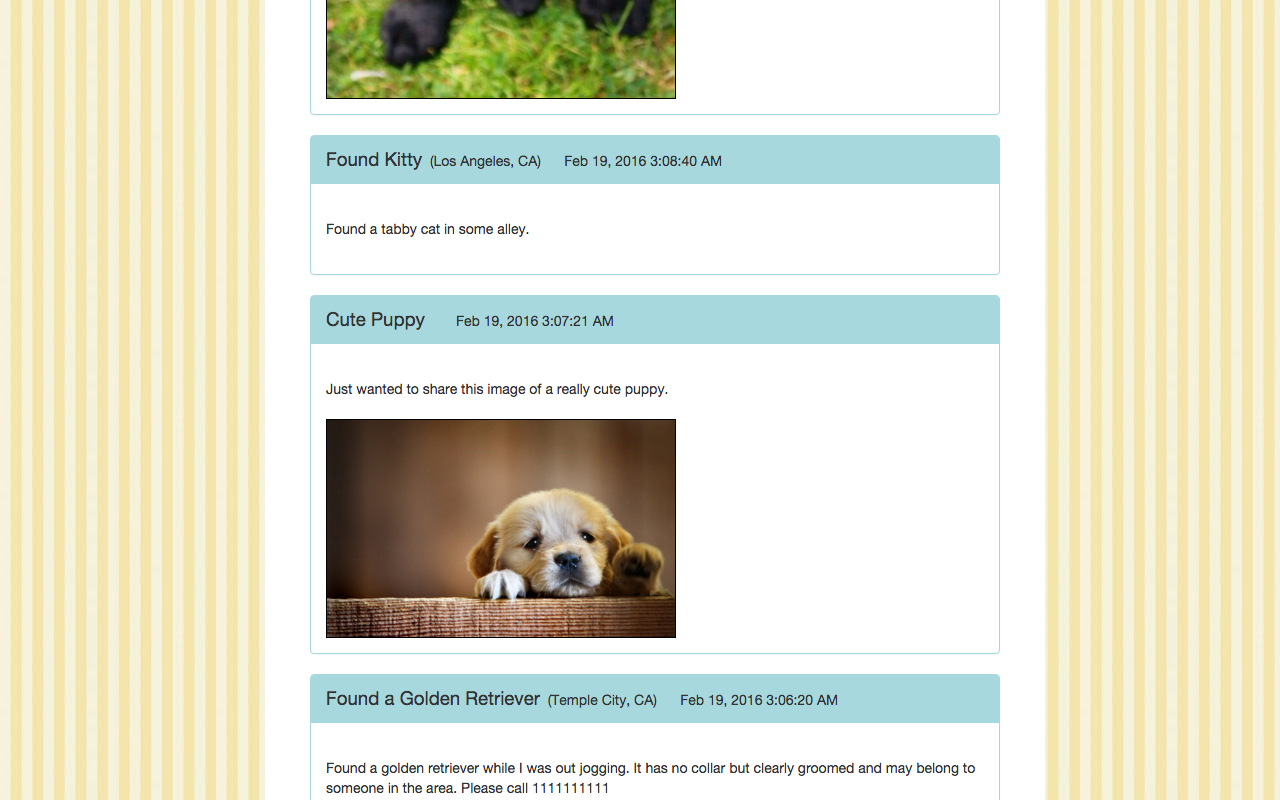 Found Kitty (Los Angeles, CA) Feb 19, 2016 3:08:40 AM
Found a tabby cat in some alley.
Cute Puppy Feb 19, 2016 3:07:21 AM
Just wanted to share this image of a really cute puppy.
Found a Golden Retriever (Temple City, CA) Feb 19, 2016 3:06:20 AM
Found a golden retriever while I was out jogging. It has no collar but clearly groomed and may belong to
someone in the area. Please call 1111111111